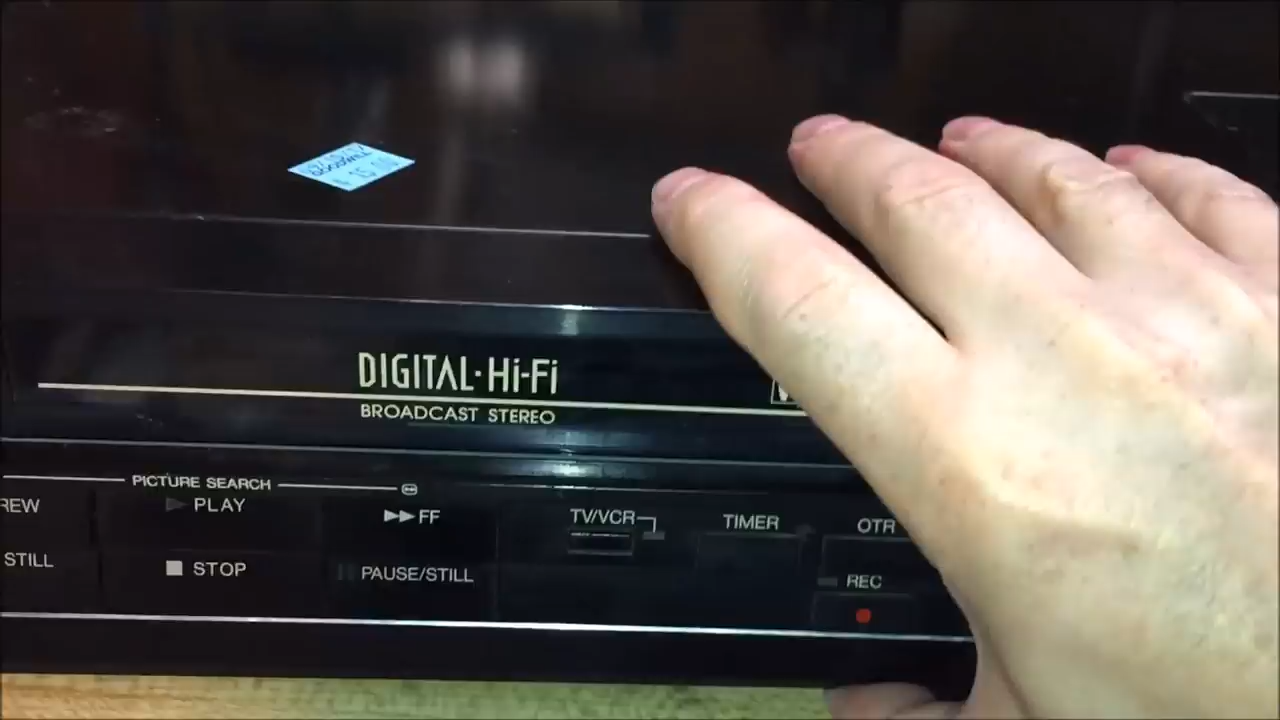 GOODWILL
DIGITAL·Hi-Fi
BROADCAST STEREO
PICTURE SEARCH
REW
PLAY
FF
TV/VCR
TIMER
OTR
STILL
STOP
PAUSE/STILL
REC